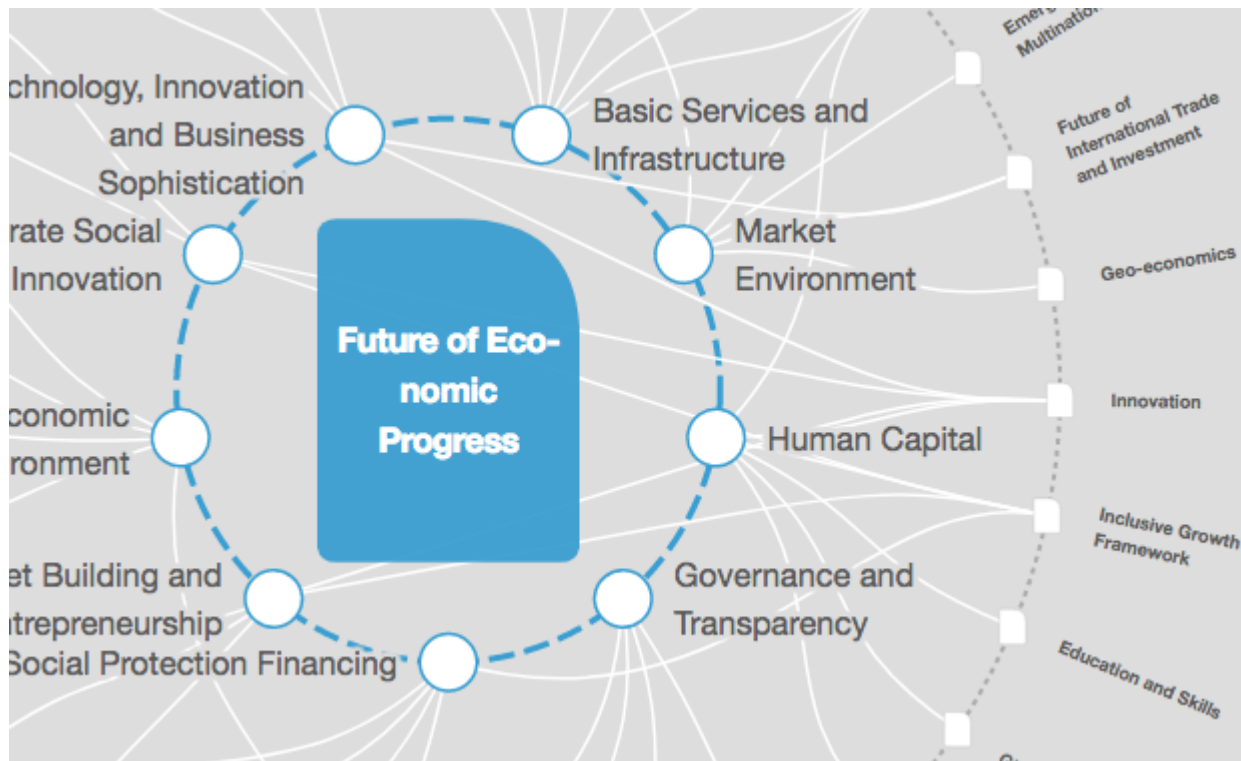 chnology, Innovation
and Business
Sophistication
Basic Services and
Infrastructure
rate Social
Innovation
Market
Environment
Future of Eco-
nomic
Progress
conomic
ronment
Human Capital
et Building and
trepreneurship
Social Protection Financing
Governance and
Transparency
Emerg
Multination
Future of
International Trade
and Investment
Geo-economics
Innovation
Inclusive Growth
Framework
Education and Skills